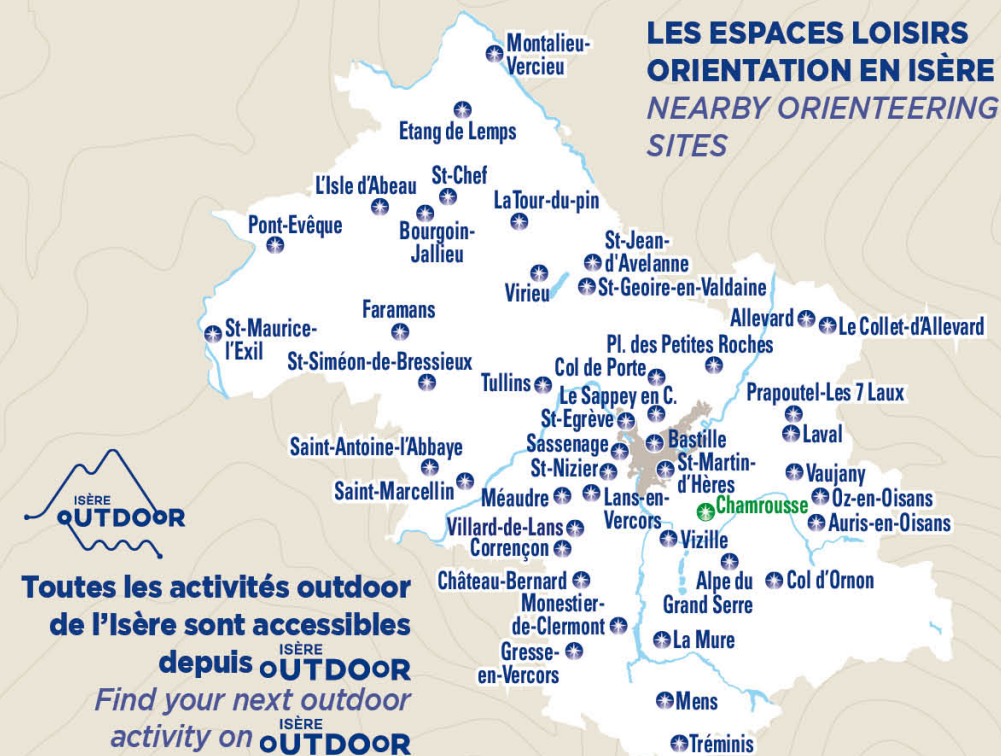 LES ESPACES LOISIRS
ORIENTATION EN ISÈRE
NEARBY ORIENTEERING
SITES
Montalieu-
Vercieu
Etang de Lemps
St-Chef
L'Isle d'Abeau
La Tour-du-pin
Pont-Evêque
Bourgoin-
Jallieu
St-Jean-
d'Avelanne
Virieu
St-Geoire-en-Valdaine
Faramans
Allevard
Le Collet-d'Allevard
St-Maurice-
l'Exil
Pl. des Petites Roches
St-Siméon-de-Bressieux
Col de Porte
Tullins
Prapoutel-Les 7 Laux
Le Sappey en C.
St-Egrève
Laval
Bastille
Saint-Antoine-l'Abbaye
Sassenage
St-Martin-
d'Hères
St-Nizier
Vaujany
Saint-Marcellin
Méaudre
Lans-en-
Vercors
Oz-en-Oisans
Chamrousse
Auris-en-Oisans
Villard-de-Lans
Corrençon
Vizille
Château-Bernard
Alpe du
Grand Serre
Col d'Ornon
Monestier-
de-Clermont
La Mure
Gresse-
en-Vercors
Mens
Tréminis
ISÈRE
OUTDOOR
Toutes les activités outdoor
de l'Isère sont accessibles
depuis ISÈRE OUTDOOR
Find your next outdoor
activity on ISÈRE OUTDOOR